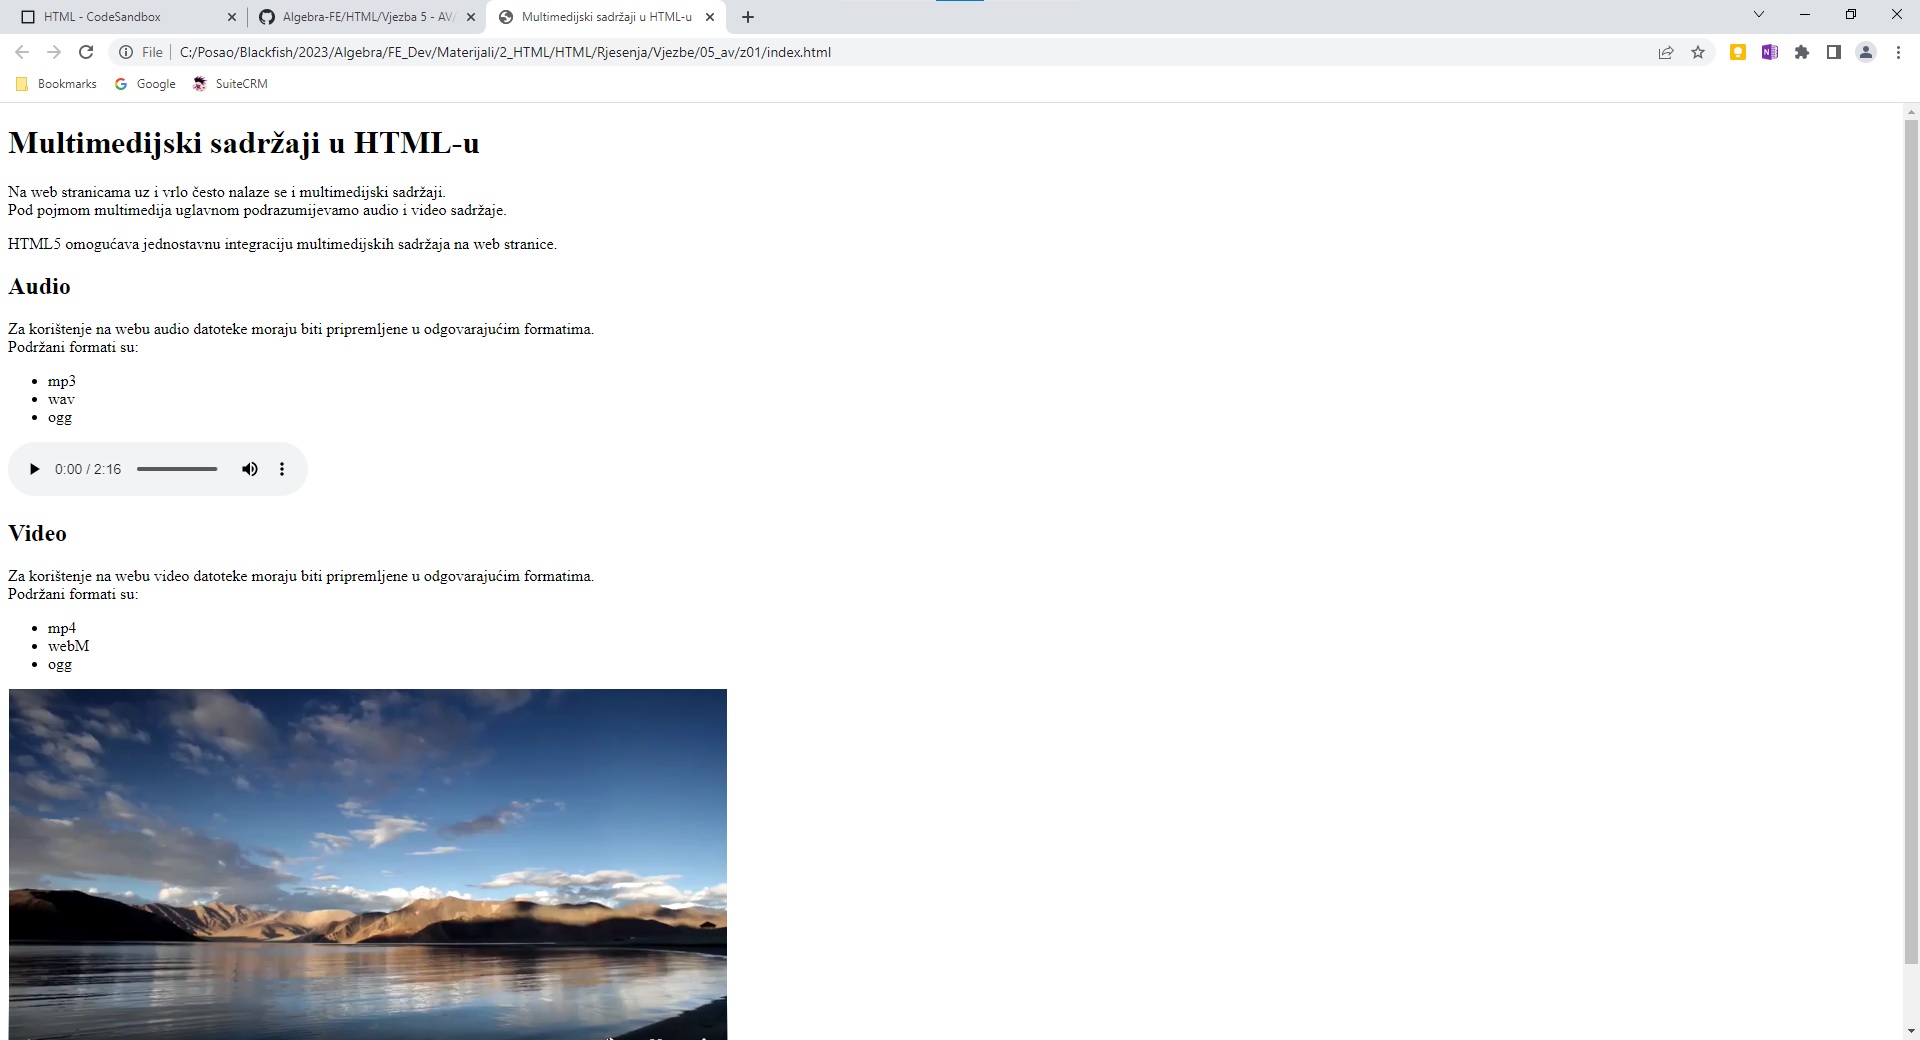 HTML - CodeSandbox
Algebra-FE/HTML/Vjezba 5 - AV/
Multimedijski sadržaji u HTML-u
File
C:/Posao/Blackfish/2023/Algebra/FE_Dev/Materijali/2_HTML/HTML/Rjesenja/Vjezbe/05_av/z01/index.html
Bookmarks
Google
SuiteCRM
Multimedijski sadržaji u HTML-u
Na web stranicama uz i vrlo često nalaze se i multimedijski sadržaji.
Pod pojmom multimedija uglavnom podrazumijevamo audio i video sadržaje.
HTML5 omogućava jednostavnu integraciju multimedijskih sadržaja na web stranice.
Audio
Za korištenje na webu audio datoteke moraju biti pripremljene u odgovarajućim formatima.
Podržani formati su:
mp3
wav
ogg
0:00 / 2:16
Video
Za korištenje na webu video datoteke moraju biti pripremljene u odgovarajućim formatima.
Podržani formati su:
mp4
webM
ogg